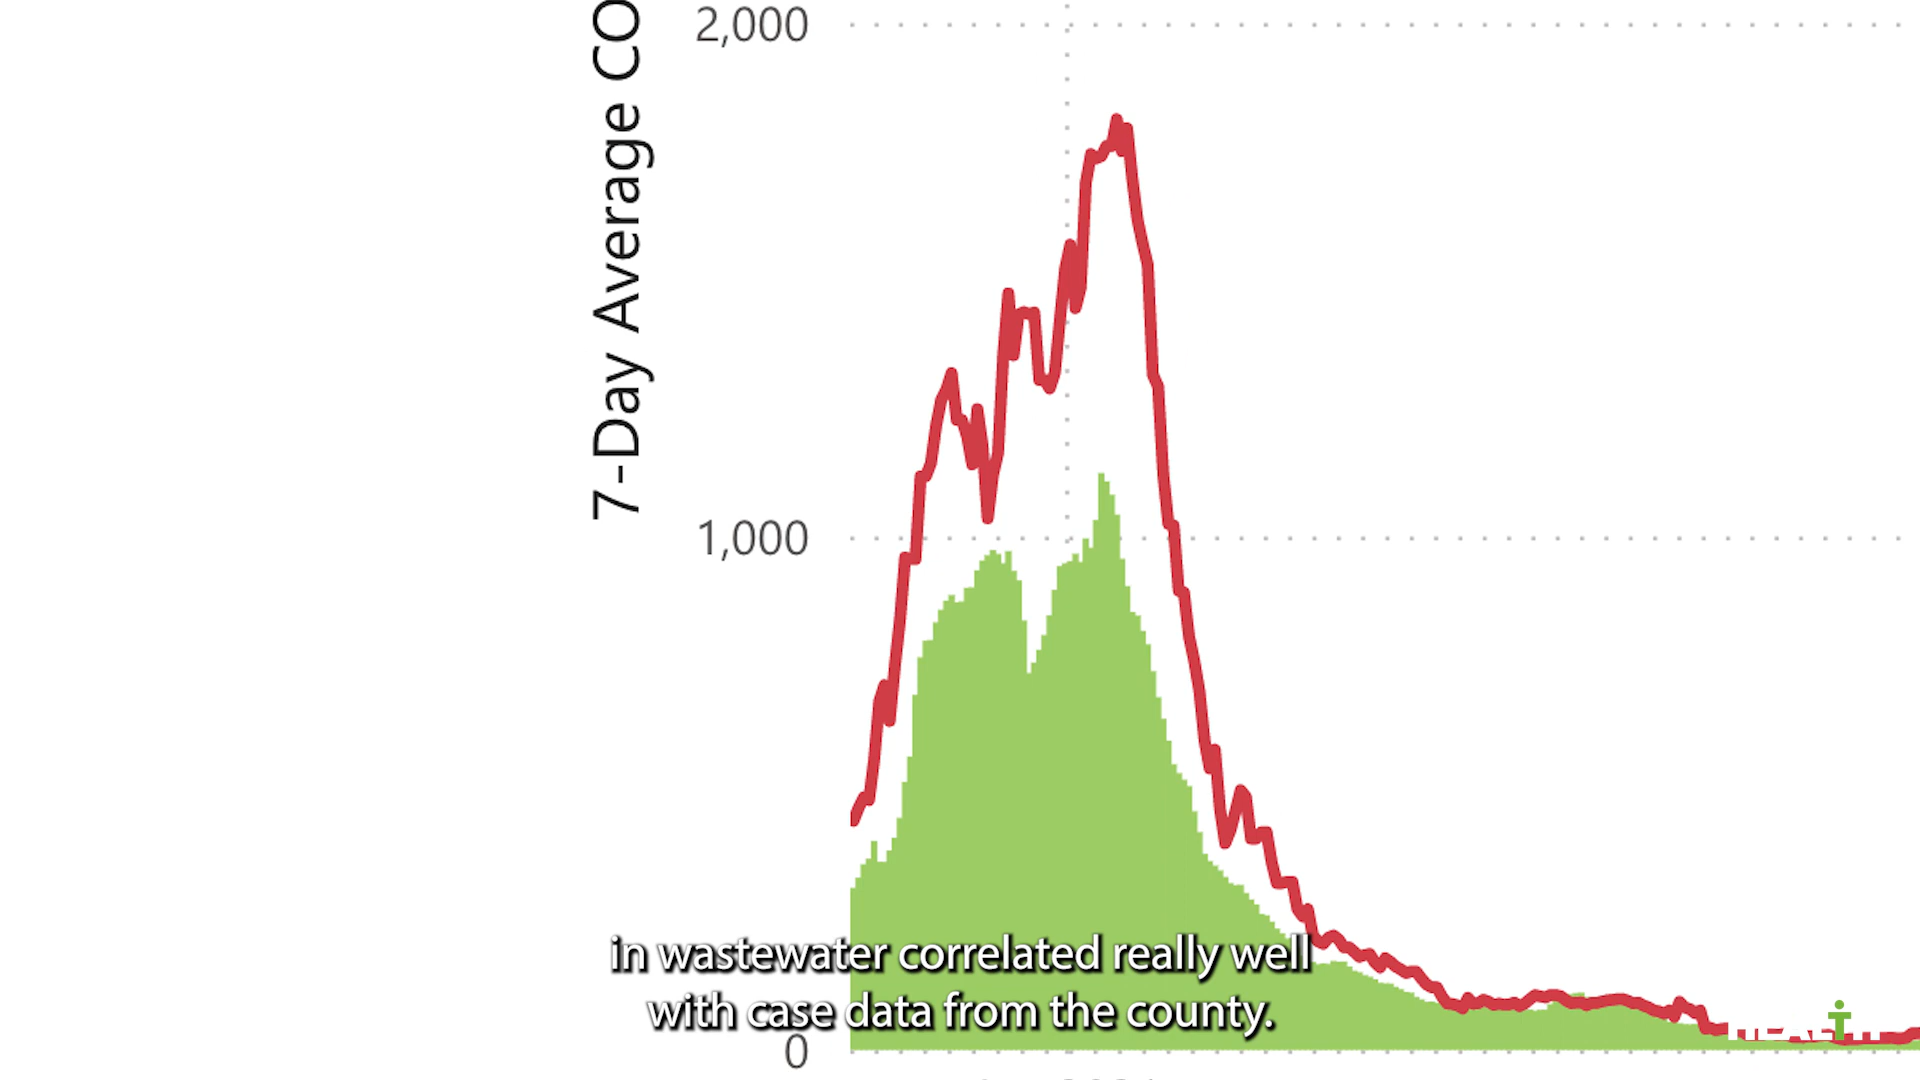 2,000
7-Day Average CO
1,000
in wastewater correlated really well
with case data from the county.
0